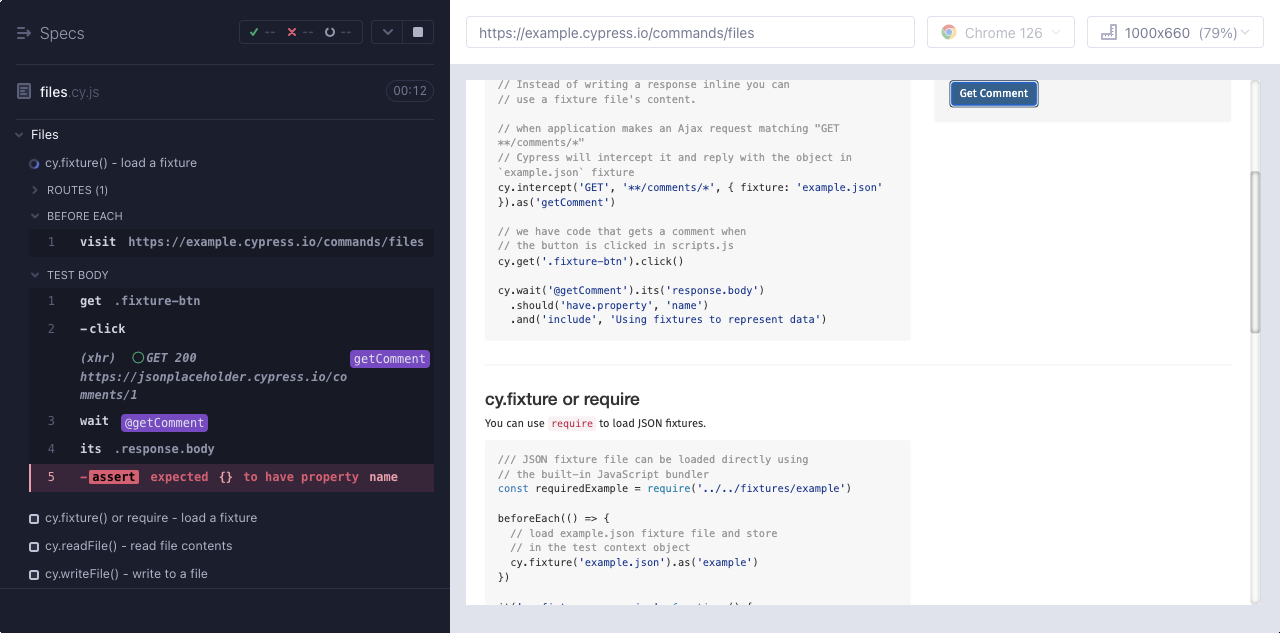 Specs
-- -- --
files.cy.js
00:12
Files
cy.fixture() - load a fixture
ROUTES (1)
BEFORE EACH
1 visit https://example.cypress.io/commands/files
TEST BODY
1 get .fixture-btn
2 -click
(xhr) GET 200
https://jsonplaceholder.cypress.io/co
mments/1
getComment
3 wait @getComment
4 its .response.body
5 -assert expected {} to have property name
cy.fixture() or require - load a fixture
cy.readFile() - read file contents
cy.writeFile() - write to a file
https://example.cypress.io/commands/files
Chrome 126
1000x660 (79%)
// Instead of writing a response inline you can
// use a fixture file's content.
// when application makes an Ajax request matching "GET
**/comments/*"
// Cypress will intercept it and reply with the object in
`example.json` fixture
cy.intercept('GET', '**/comments/*', { fixture: 'example.json'
}).as('getComment')
// we have code that gets a comment when
// the button is clicked in scripts.js
cy.get('.fixture-btn').click()
cy.wait('@getComment').its('response.body')
.should('have.property', 'name')
.and('include', 'Using fixtures to represent data')
Get Comment
cy.fixture or require
You can use require to load JSON fixtures.
/// JSON fixture file can be loaded directly using
// the built-in JavaScript bundler
const requiredExample = require('../../fixtures/example')
beforeEach(() => {
// load example.json fixture file and store
// in the test context object
cy.fixture('example.json').as('example')
})